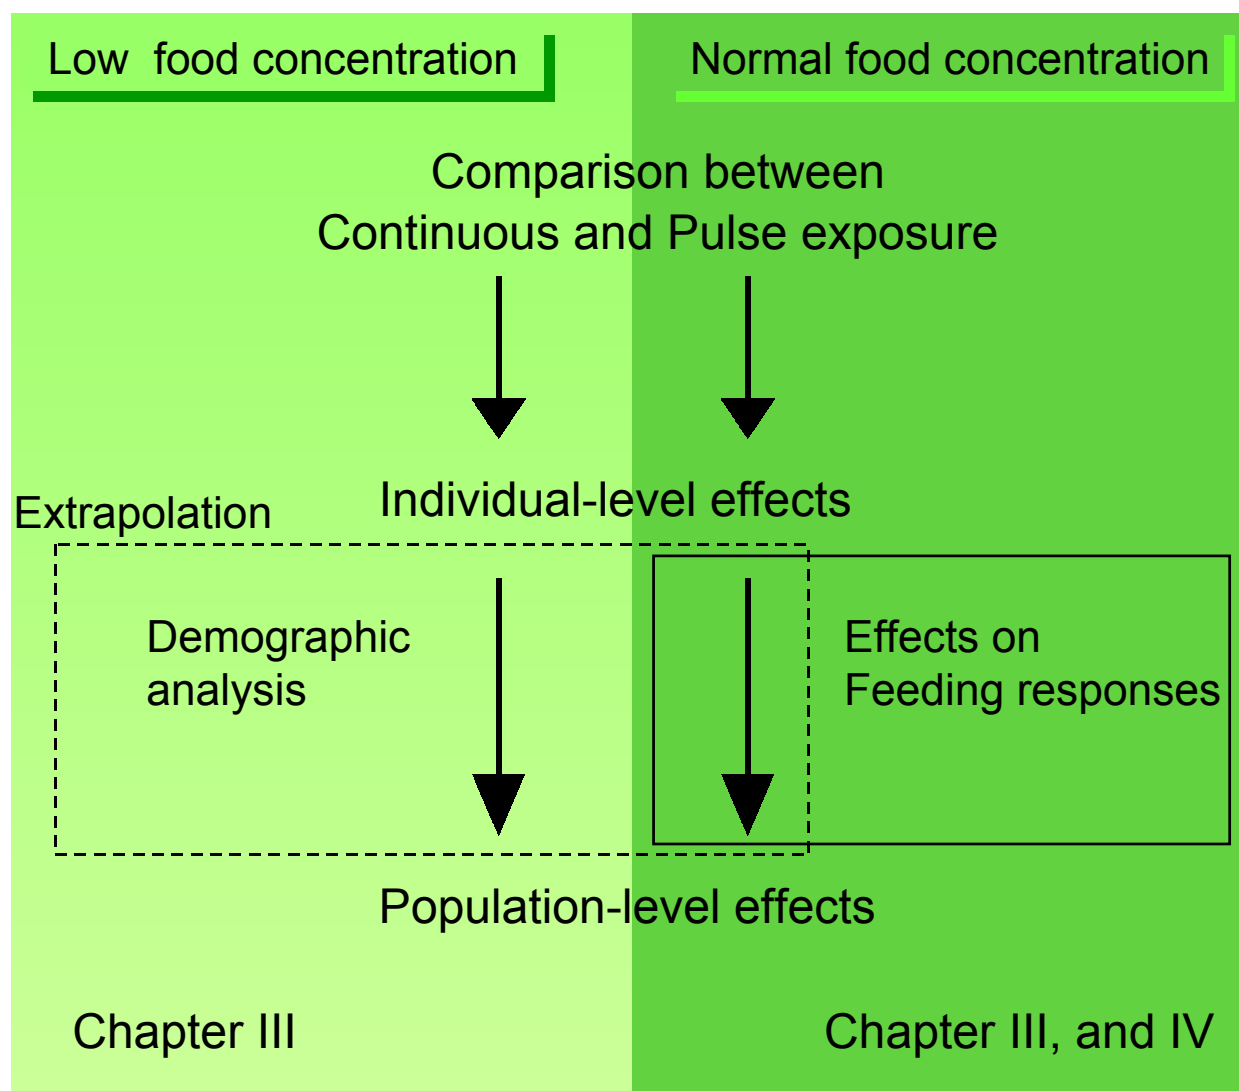 Low food concentration
Normal food concentration
Comparison between
Continuous and Pulse exposure
Individual-level effects
Extrapolation
Demographic
analysis
Effects on
Feeding responses
Population-level effects
Chapter III
Chapter III, and IV